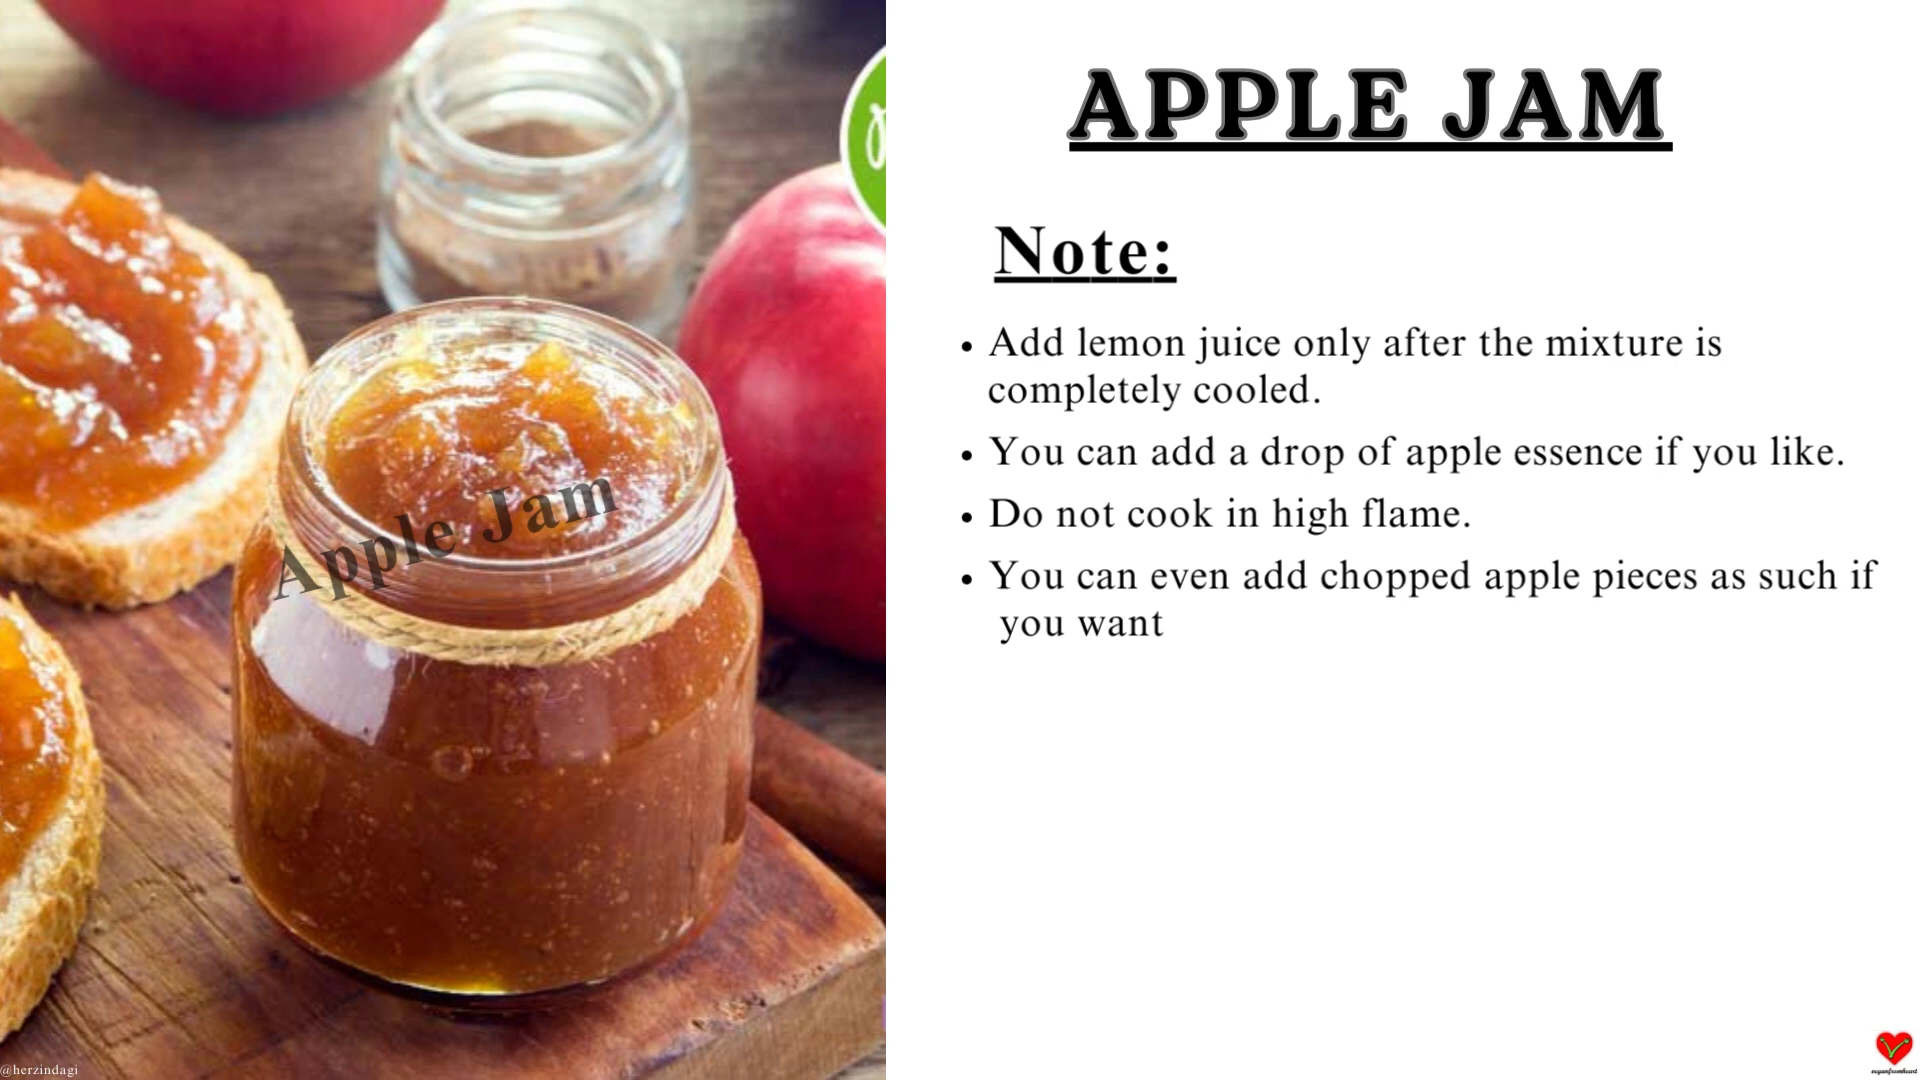 APPLE JAM
Note:
• Add lemon juice only after the mixture is
completely cooled.
• You can add a drop of apple essence if you like.
• Do not cook in high flame.
• You can even add chopped apple pieces as such if
you want
Apple Jam
@herzindagi
veganfromheart